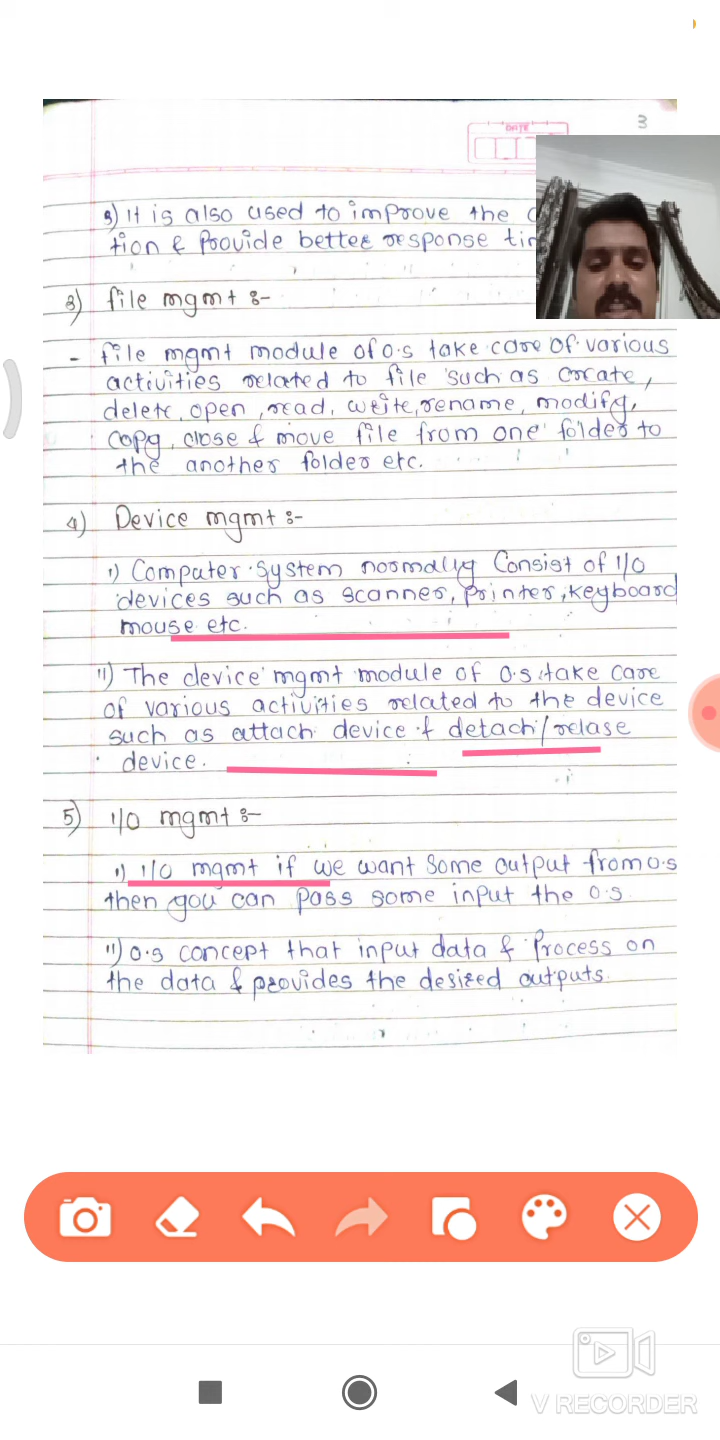 DATE
3
3) It is also used to improve the
tion & Provide better response
3) file mgmt :-
- file mgmt module of o.s take care of various
activities related to file such as create,
delete, open, read, write, rename, modify,
copy, close & move file from one folder to
the another folder etc.
4) Device mgmt :-
i) Computer system normally Consist of I/O
devices such as scanner, printer, keyboard
mouse etc.
ii) The device mgmt module of o.s take care
of various activities related to the device
such as attach device & detach/relase
device.
5) I/O mgmt :-
i) I/O mgmt if we want some output from o.s
then you can pass some input the o.s.
ii) o.s concept that input data & Process on
the data & provides the desired outputs.
V RECORDER